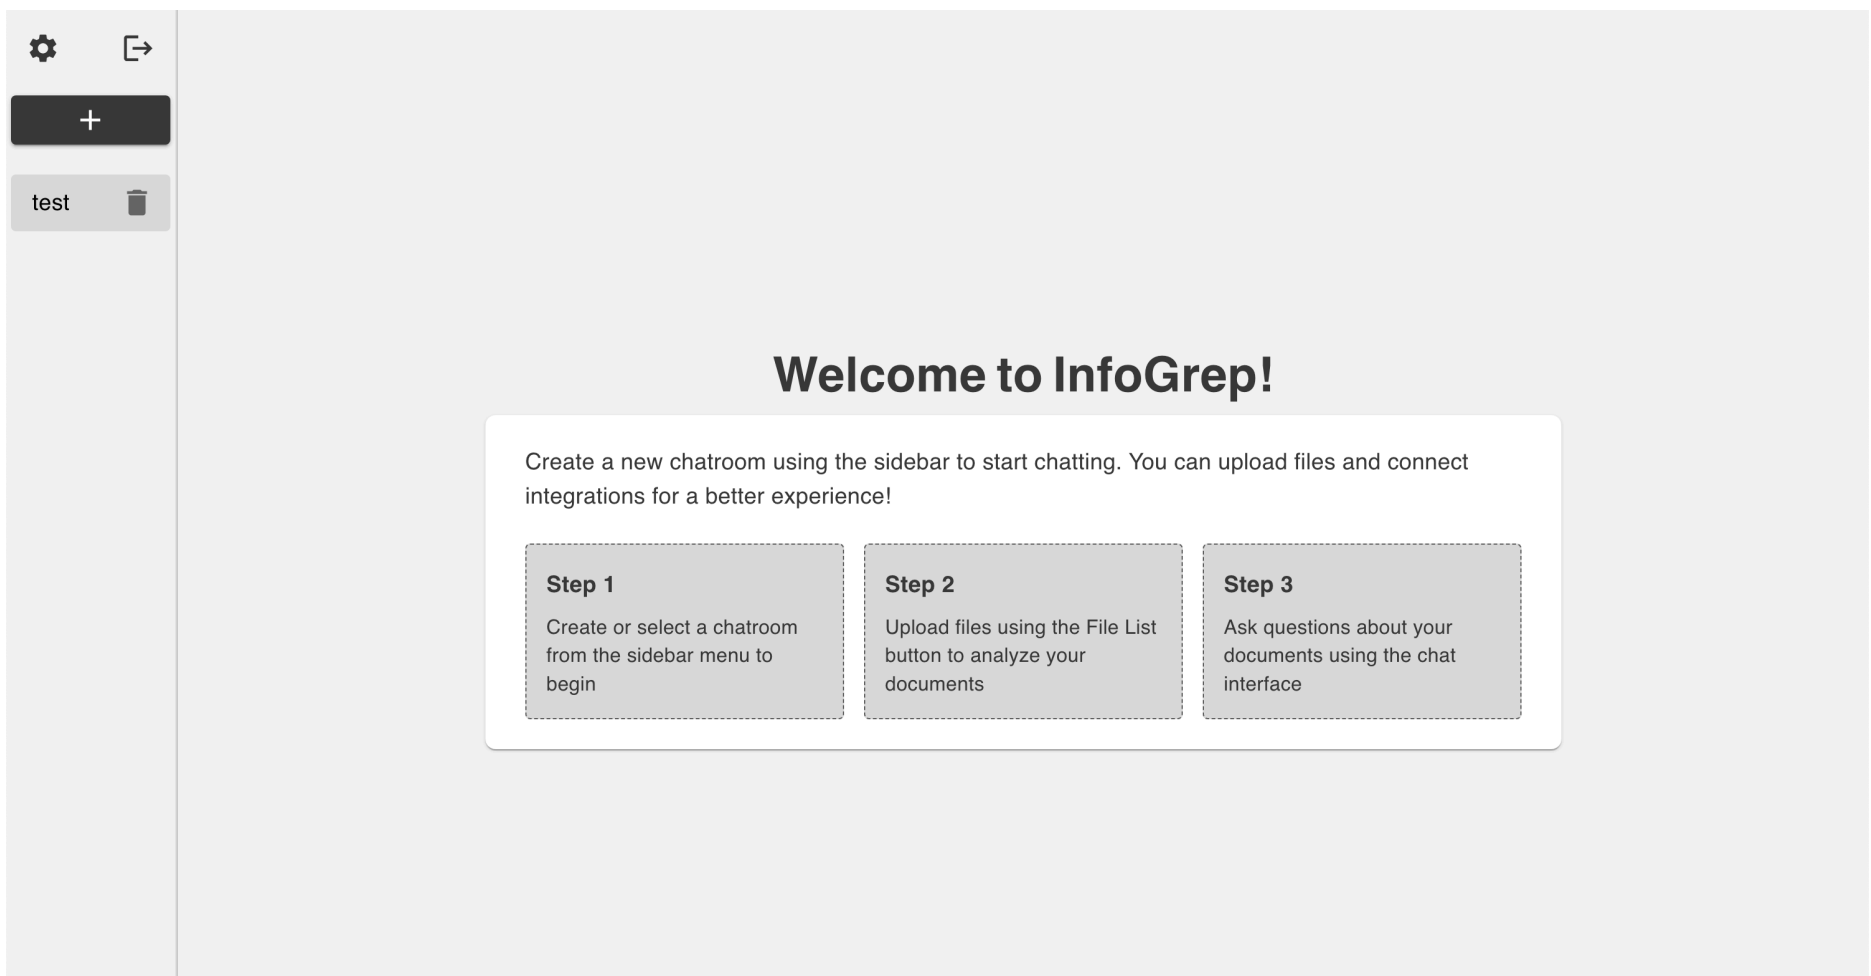 test
Welcome to InfoGrep!
Create a new chatroom using the sidebar to start chatting. You can upload files and connect
integrations for a better experience!
Step 1
Create or select a chatroom
from the sidebar menu to
begin
Step 2
Upload files using the File List
button to analyze your
documents
Step 3
Ask questions about your
documents using the chat
interface